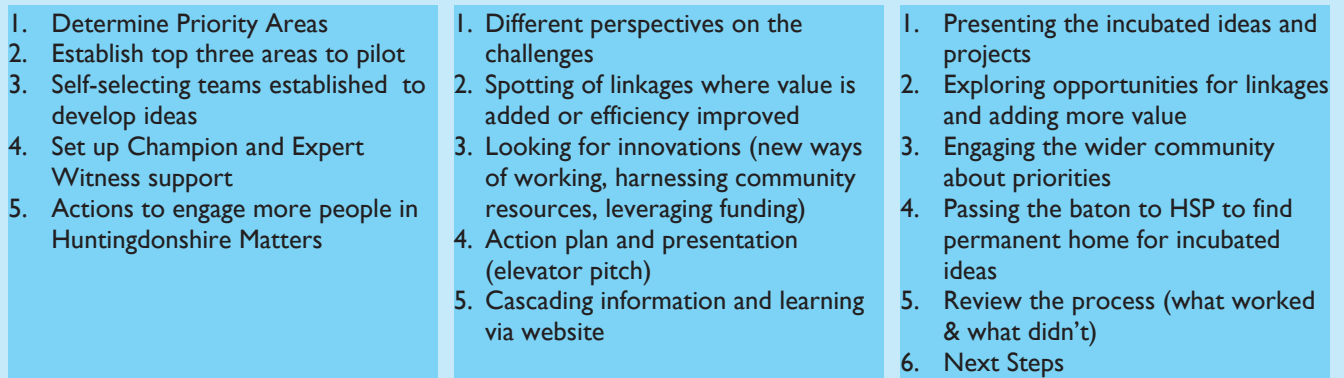 1. Determine Priority Areas
2. Establish top three areas to pilot
3. Self-selecting teams established to
develop ideas
4. Set up Champion and Expert
Witness support
5. Actions to engage more people in
Huntingdonshire Matters
1. Different perspectives on the
challenges
2. Spotting of linkages where value is
added or efficiency improved
3. Looking for innovations (new ways
of working, harnessing community
resources, leveraging funding)
4. Action plan and presentation
(elevator pitch)
5. Cascading information and learning
via website
1. Presenting the incubated ideas and
projects
2. Exploring opportunities for linkages
and adding more value
3. Engaging the wider community
about priorities
4. Passing the baton to HSP to find
permanent home for incubated
ideas
5. Review the process (what worked
& what didn’t)
6. Next Steps